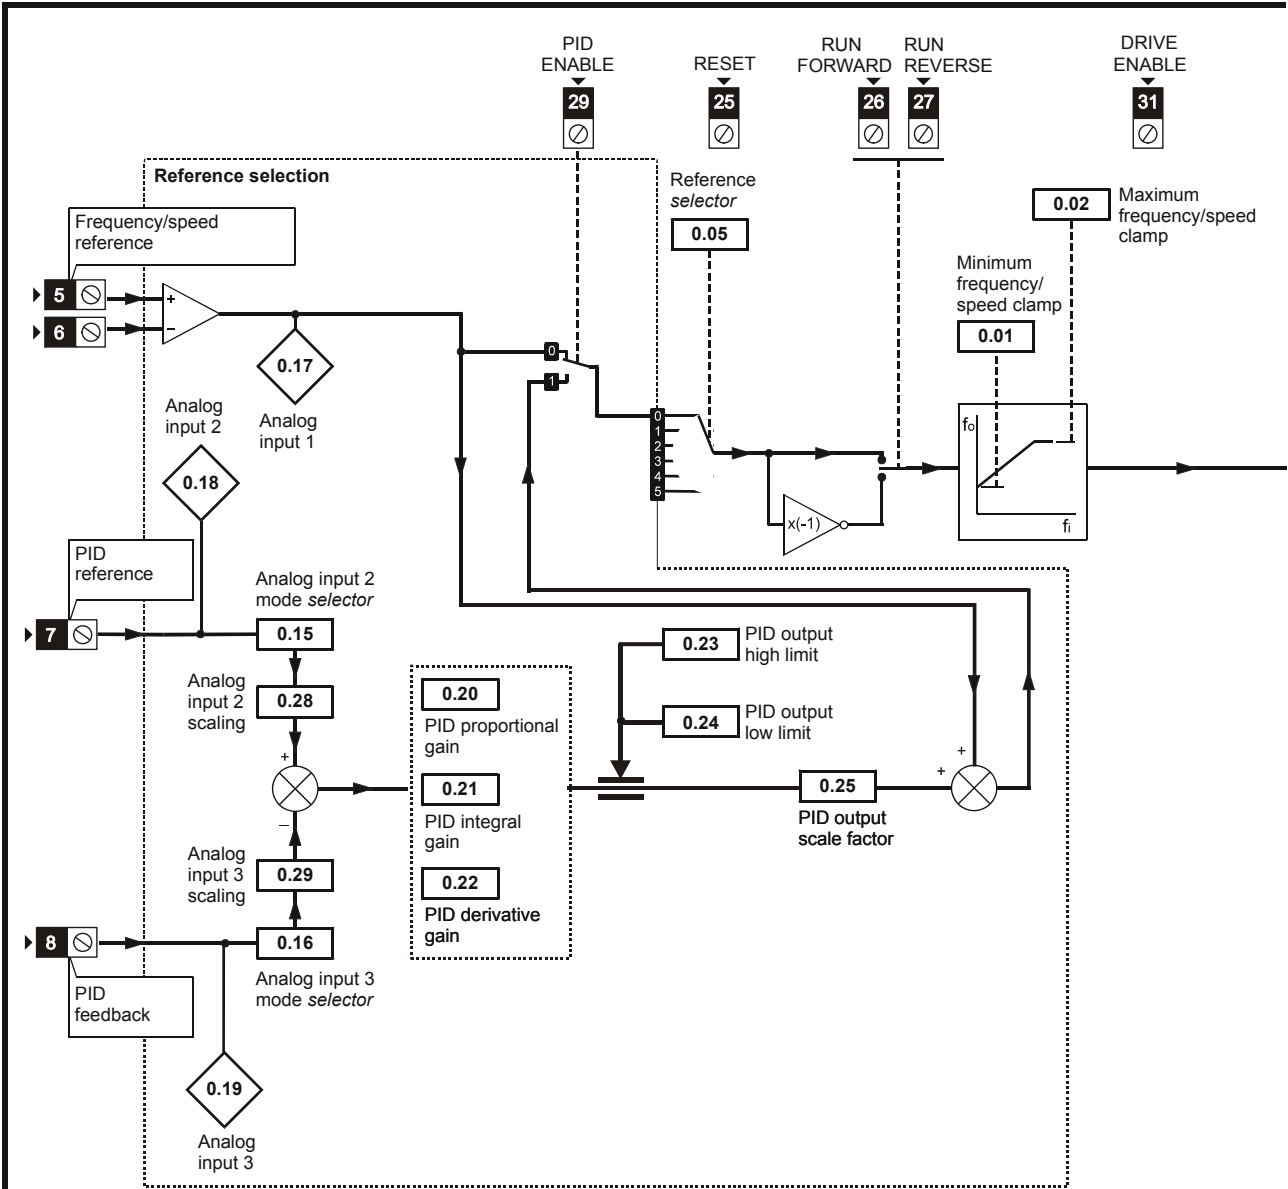 PID
ENABLE
29
RESET
25
RUN
FORWARD
26
RUN
REVERSE
27
DRIVE
ENABLE
31
Reference selection
Reference
selector
0.05
0.02
Maximum
frequency/speed
clamp
Minimum
frequency/
speed clamp
0.01
Frequency/speed
reference
5
6
+
−
0.17
Analog
input 1
0
1
0
1
2
3
4
5
x(-1)
fo
fi
Analog
input 2
0.18
PID
reference
7
Analog input 2
mode selector
0.15
Analog
input 2
scaling
0.28
+
−
Analog
input 3
scaling
0.29
8
0.16
Analog input 3
mode selector
PID
feedback
0.19
Analog
input 3
0.20
PID proportional
gain
0.21
PID integral
gain
0.22
PID derivative
gain
0.23
PID output
high limit
0.24
PID output
low limit
0.25
PID output
scale factor
+
+